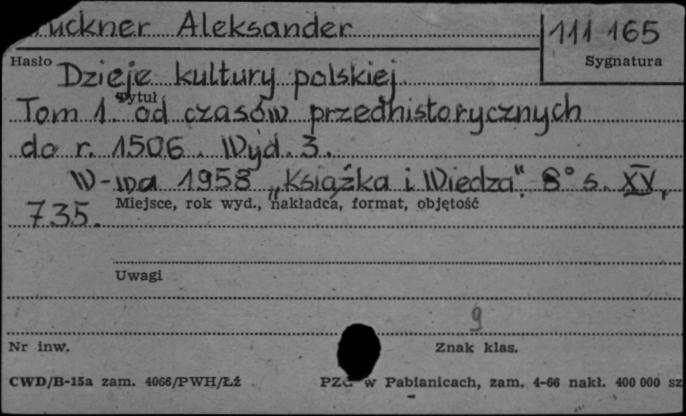 ruckner Aleksander
111 165
Hasło
Sygnatura
Dzieje kultury polskiej.
Tytuł
Tom 1. od czasów przedhistorycznych
do r. 1506. Wyd. 3.
W-wa 1958 „Książka i Wiedza". 8° s. XV,
735.
Miejsce, rok wyd., nakładca, format, objętość
Uwagi
9
Nr inw.
Znak klas.
CWD/B-15a zam. 4066/PWH/Łź
PZG w Pabianicach, zam. 4-66 nakł. 400 000 sz